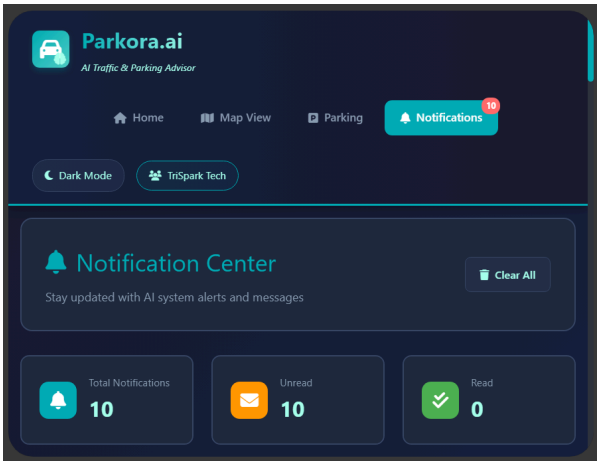 Parkora.ai
AI Traffic & Parking Advisor
Home
Map View
P
Parking
Notifications
10
Dark Mode
TriSpark Tech
Notification Center
Stay updated with AI system alerts and messages
Clear All
Total Notifications
10
Unread
10
Read
0